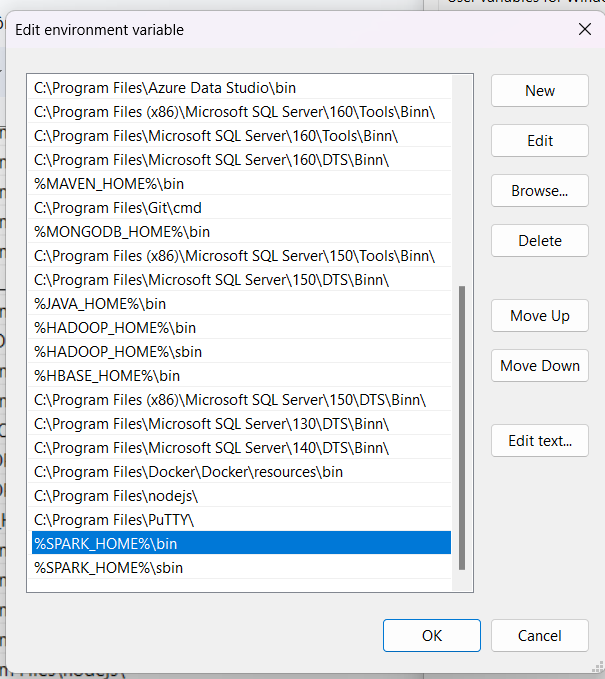 Edit environment variable
C:\Program Files\Azure Data Studio\bin
C:\Program Files (x86)\Microsoft SQL Server\160\Tools\Binn\
C:\Program Files\Microsoft SQL Server\160\Tools\Binn\
C:\Program Files\Microsoft SQL Server\160\DTS\Binn\
%MAVEN_HOME%\bin
C:\Program Files\Git\cmd
%MONGODB_HOME%\bin
C:\Program Files (x86)\Microsoft SQL Server\150\Tools\Binn\
C:\Program Files\Microsoft SQL Server\150\DTS\Binn\
%JAVA_HOME%\bin
%HADOOP_HOME%\bin
%HADOOP_HOME%\sbin
%HBASE_HOME%\bin
C:\Program Files (x86)\Microsoft SQL Server\150\DTS\Binn\
C:\Program Files\Microsoft SQL Server\130\DTS\Binn\
C:\Program Files\Microsoft SQL Server\140\DTS\Binn\
C:\Program Files\Docker\Docker\resources\bin
C:\Program Files\nodejs\
C:\Program Files\PuTTY\
%SPARK_HOME%\bin
%SPARK_HOME%\sbin
New
Edit
Browse...
Delete
Move Up
Move Down
Edit text...
OK
Cancel